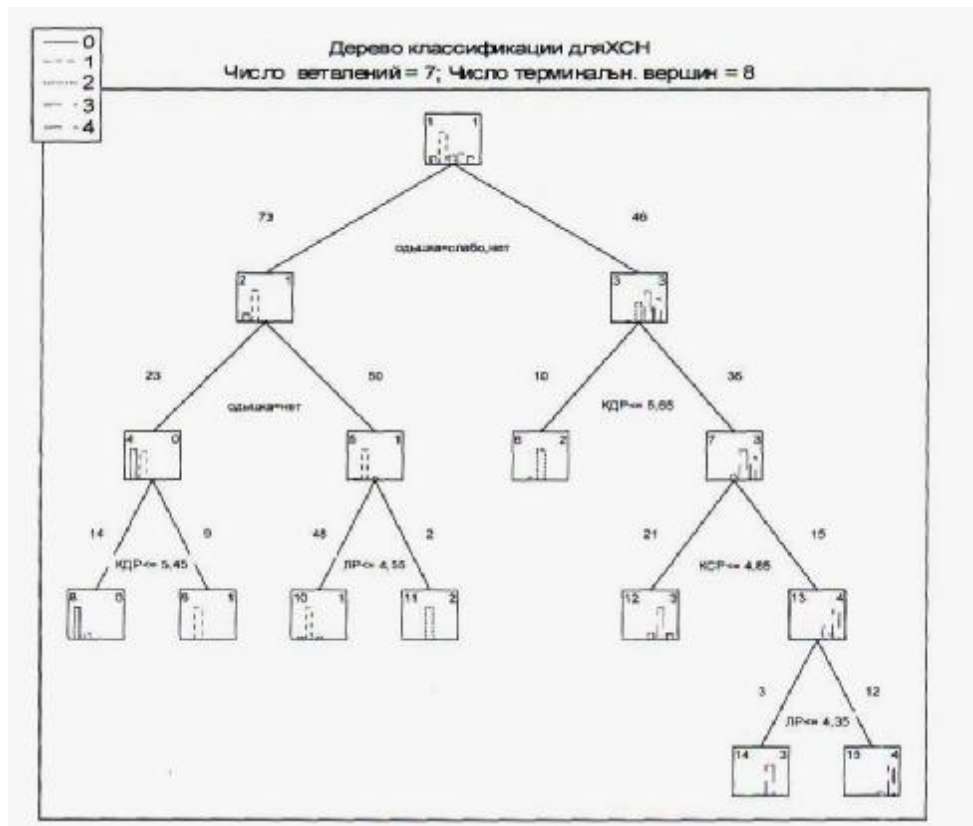 0
1
2
3
4
Дерево классификации дляХСН
Число ветвлений = 7; Число терминальн. вершин = 8
1 1
73 46
одышка=слабо,нет
2 1
3 3
23 50 10 36
одышка=нет
КДР<= 5,65
4 0
5 1
6 2
7 3
14 9 48 2 21 15
КДР<= 5,45
ЛР<= 4,55
КСР<= 4,85
8 0
9 1
10 1
11 2
12 3
13 4
3 12
ЛР<= 4,35
14 3
15 4